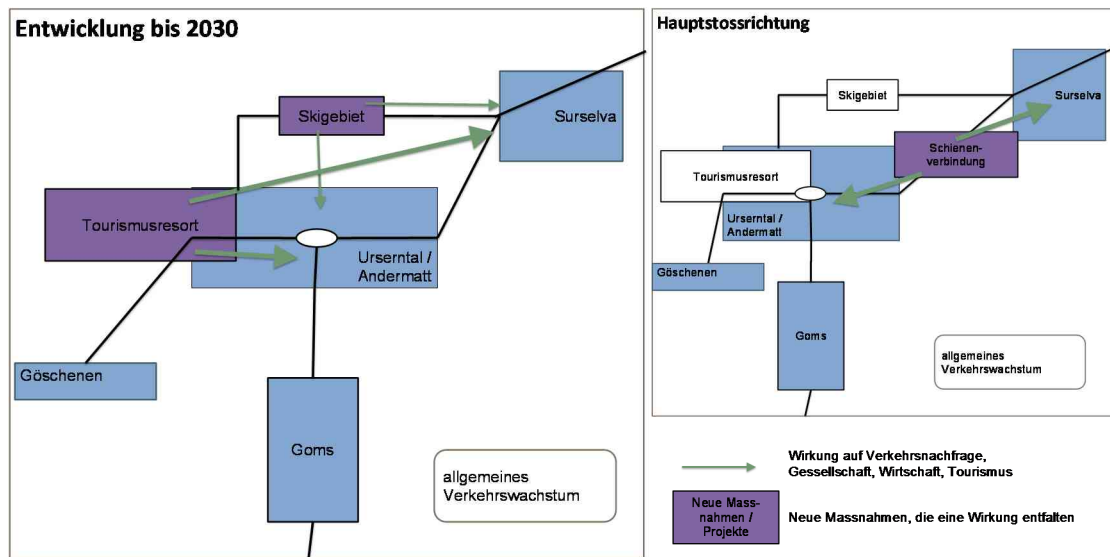 Entwicklung bis 2030
Skigebiet
Surselva
Tourismusresort
Urserntal /
Andermatt
Göschenen
Goms
allgemeines
Verkehrswachstum
Hauptstossrichtung
Skigebiet
Surselva
Schienen-
verbindung
Tourismusresort
Urserntal /
Andermatt
Göschenen
Goms
allgemeines
Verkehrswachstum
Wirkung auf Verkehrsnachfrage,
Gessellschaft, Wirtschaft, Tourismus
Neue Mass-
nahmen /
Projekte
Neue Massnahmen, die eine Wirkung entfalten